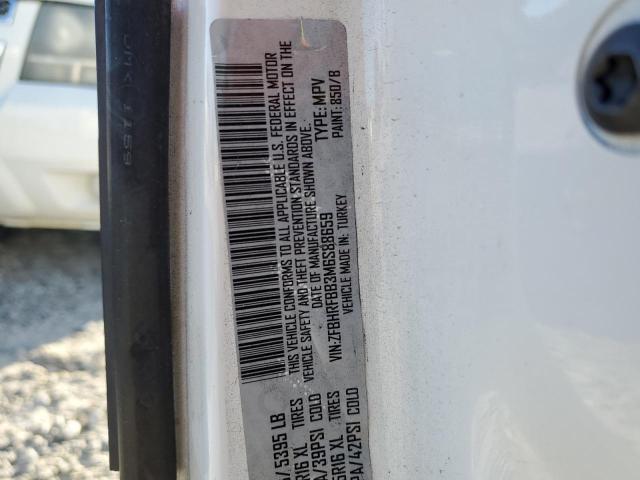 A/ 5395 LB
5R16 XL TIRES
A/39PSI COLD
5R16 XL TIRES
PA/42PSI COLD
THIS VEHICLE CONFORMS TO ALL APPLICABLE U.S. FEDERAL MOTOR
VEHICLE SAFETY AND THEFT PREVENTION STANDARDS IN EFFECT ON THE
DATE OF MANUFACTURE SHOWN ABOVE.
VIN:ZFBHRFBB3M6S88659 TYPE:MPV
VEHICLE MADE IN: TURKEY PAINT: 850/B